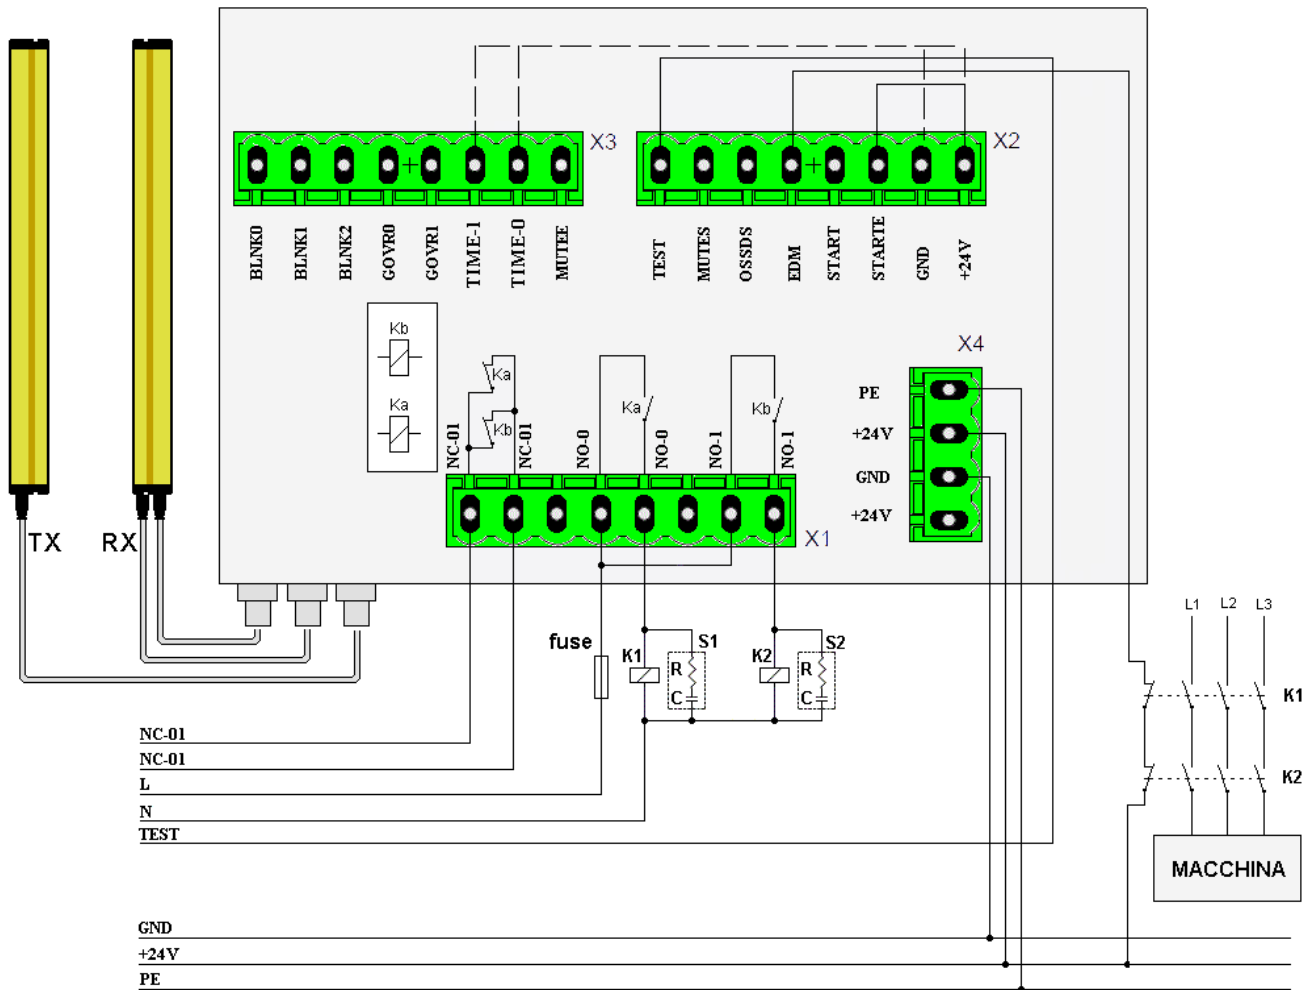 X3
X2
BLNK0
BLNK1
BLNK2
GOVR0
GOVR1
TIME-1
TIME-0
MUTEE
TEST
MUTES
OSSDS
EDM
START
STARTE
GND
+24V
Kb
Ka
Ka
Kb
Ka
Kb
NC-01
NC-01
NO-0
NO-0
NO-1
NO-1
X4
PE
+24V
GND
+24V
X1
TX
RX
fuse
K1
S1
R
C
K2
S2
R
C
L1
L2
L3
K1
K2
MACCHINA
NC-01
NC-01
L
N
TEST
GND
+24V
PE